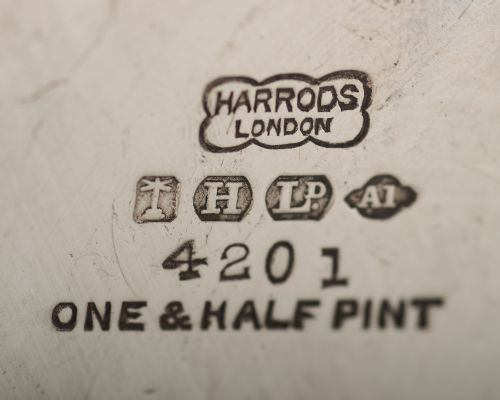 HARRODS
LONDON
H LP. A1
4201
ONE & HALF PINT